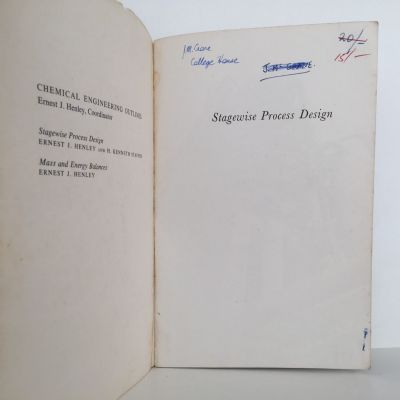 CHEMICAL ENGINEERING OUTLINES
Ernest J. Henley, Coordinator
Stagewise Process Design
ERNEST J. HENLEY AND H. KENNETH STAFFIN
Mass and Energy Balances
ERNEST J. HENLEY
College House
20/-
15/-
Stagewise Process Design